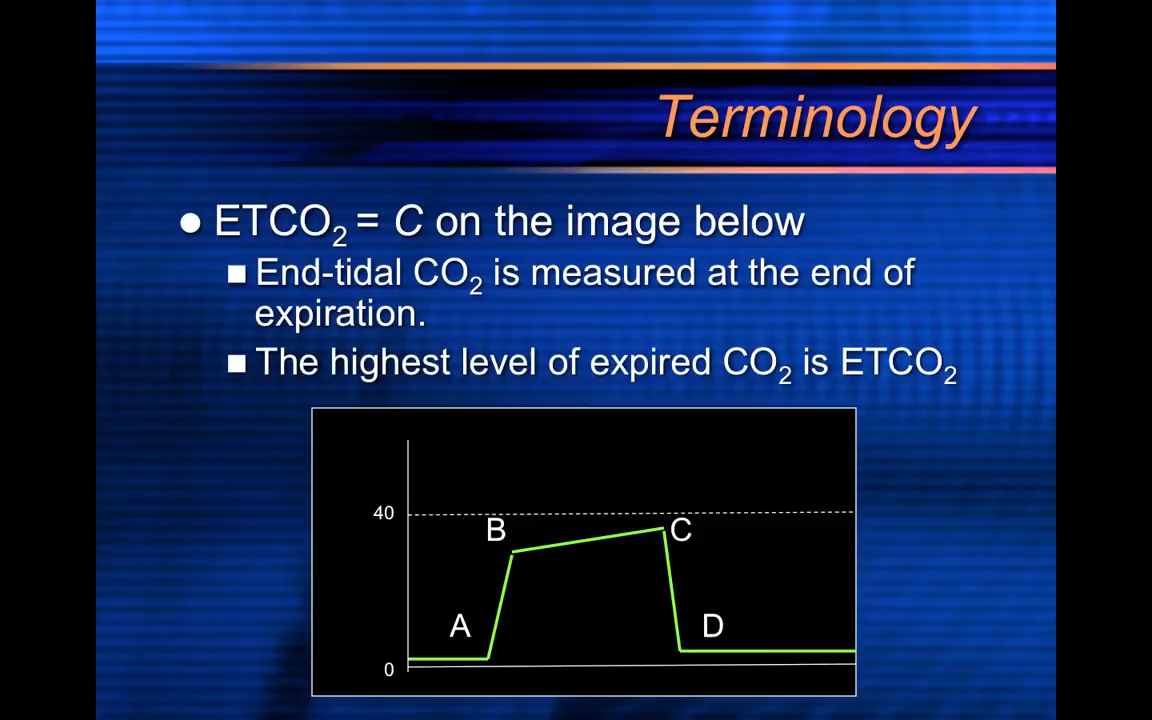 Terminology
● ETCO₂ = C on the image below
■ End-tidal CO₂ is measured at the end of
expiration.
■ The highest level of expired CO₂ is ETCO₂
40
B
C
A
D
0